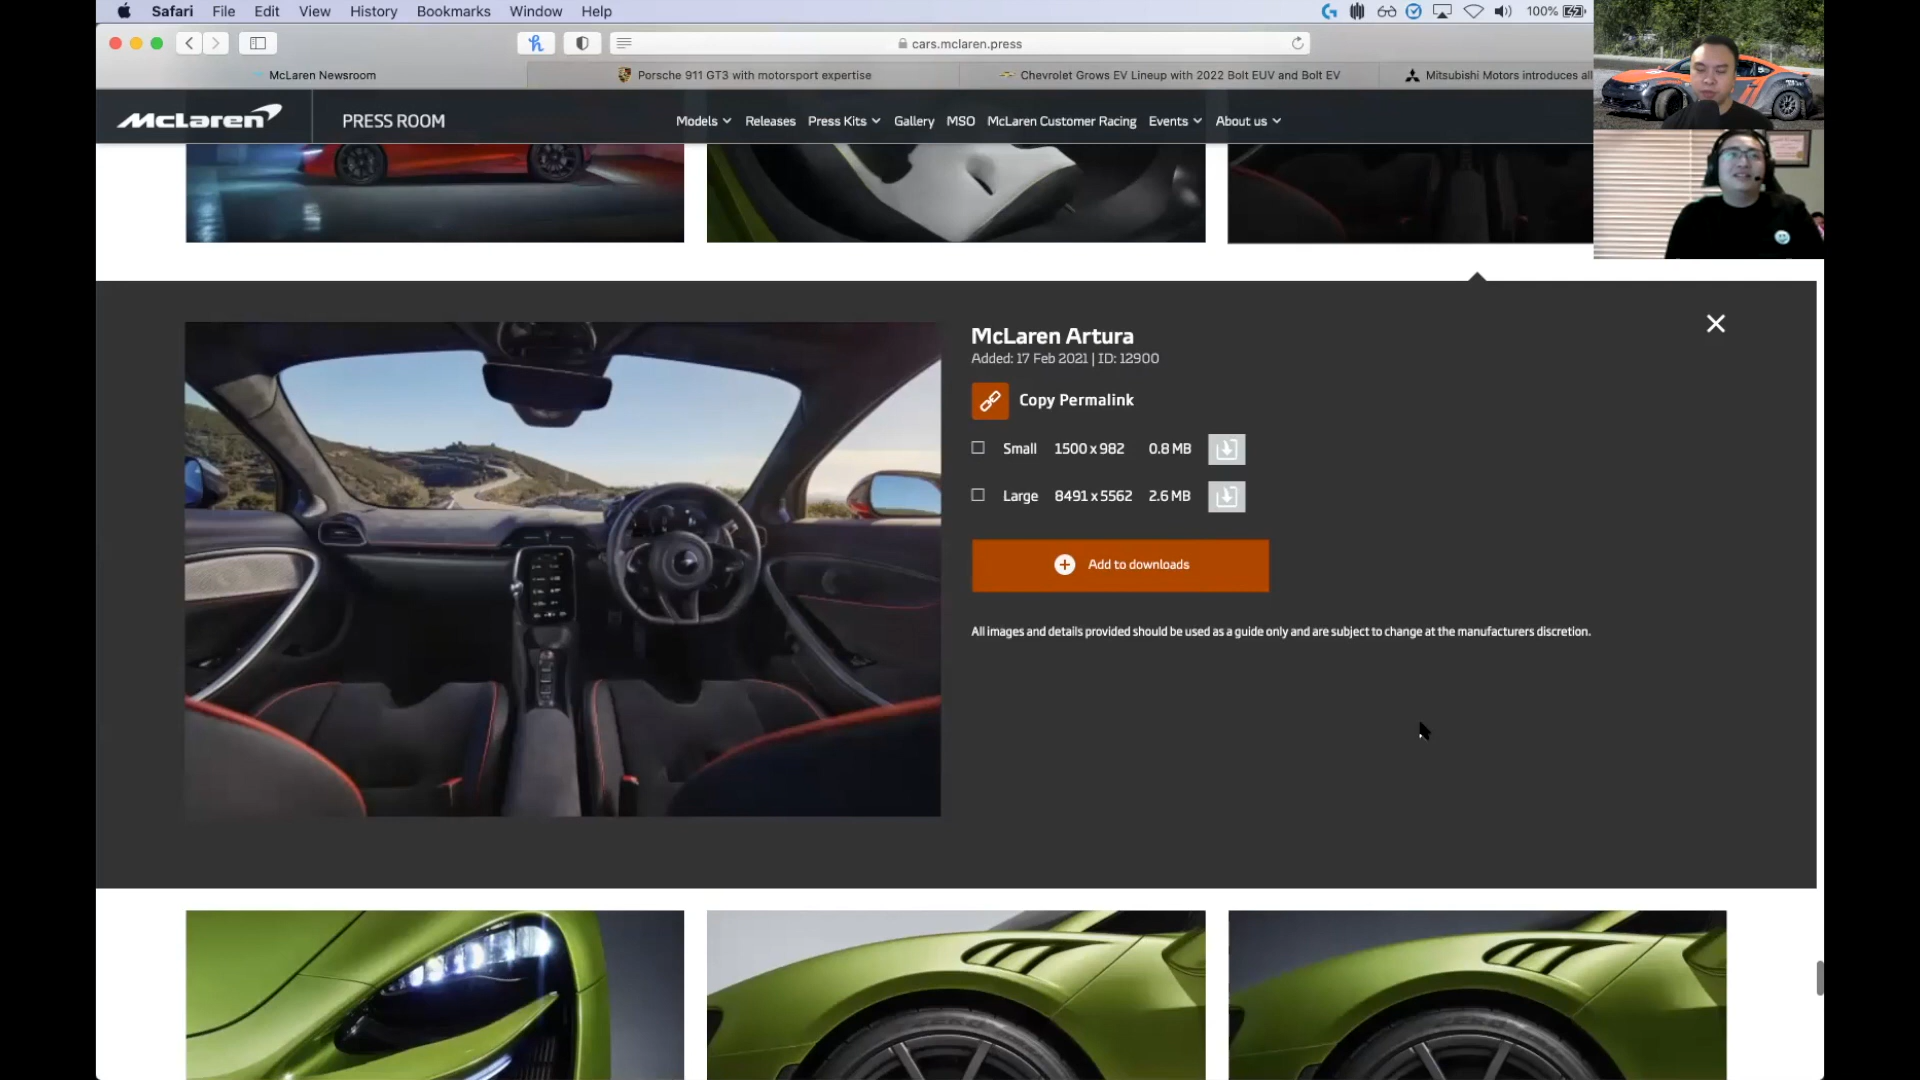 Safari File Edit View History Bookmarks Window Help 100%
cars.mclaren.press
McLaren Newsroom Porsche 911 GT3 with motorsport expertise Chevrolet Grows EV Lineup with 2022 Bolt EUV and Bolt EV Mitsubishi Motors introduces all
McLaren PRESS ROOM Models Releases Press Kits Gallery MSO McLaren Customer Racing Events About us
McLaren Artura
Added: 17 Feb 2021 | ID: 12900
Copy Permalink
Small 1500 x 982 0.8 MB
Large 8491 x 5562 2.6 MB
Add to downloads
All images and details provided should be used as a guide only and are subject to change at the manufacturers discretion.